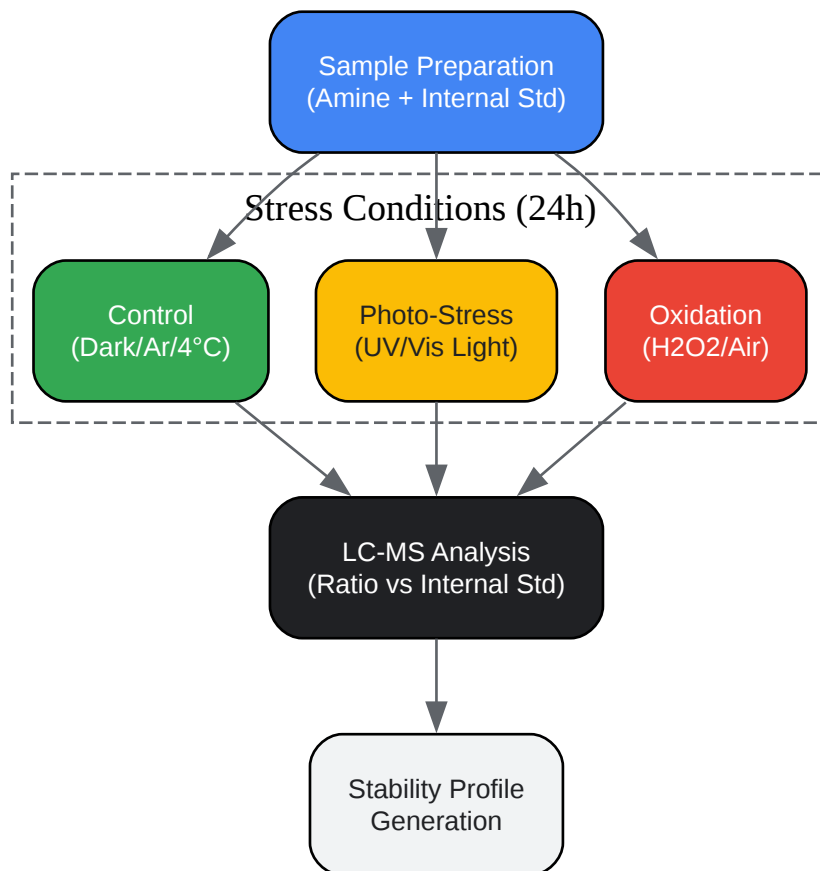 Sample Preparation
(Amine + Internal Std)
Stress Conditions (24h)
Control
(Dark/Ar/4°C)
Photo-Stress
(UV/Vis Light)
Oxidation
(H2O2/Air)
LC-MS Analysis
(Ratio vs Internal Std)
Stability Profile
Generation